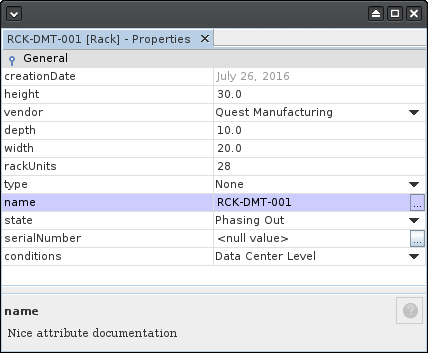 RCK-DMT-001 [Rack] - Properties
General
creationDate July 26, 2016
height 30.0
vendor Quest Manufacturing
depth 10.0
width 20.0
rackUnits 28
type None
name RCK-DMT-001 ...
state Phasing Out
serialNumber <null value> ...
conditions Data Center Level
name
?
Nice attribute documentation